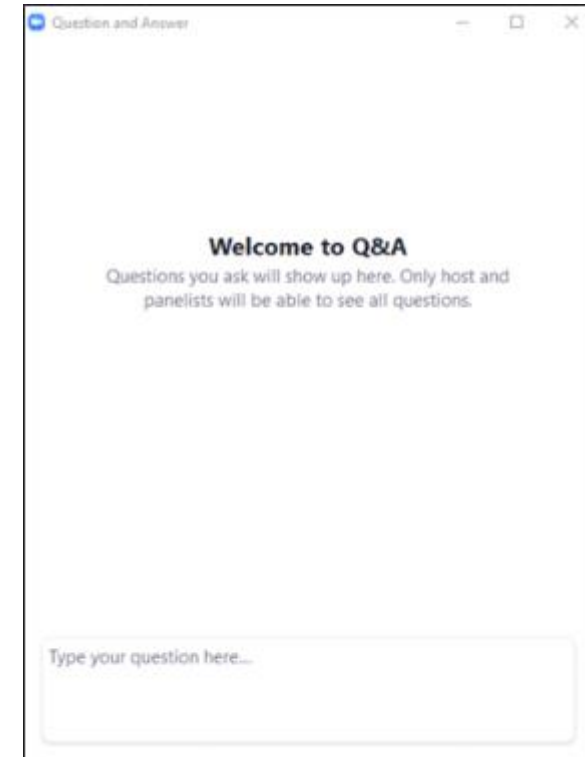 Question and Answer
Welcome to Q&A
Questions you ask will show up here. Only host and
panelists will be able to see all questions.
Type your question here...